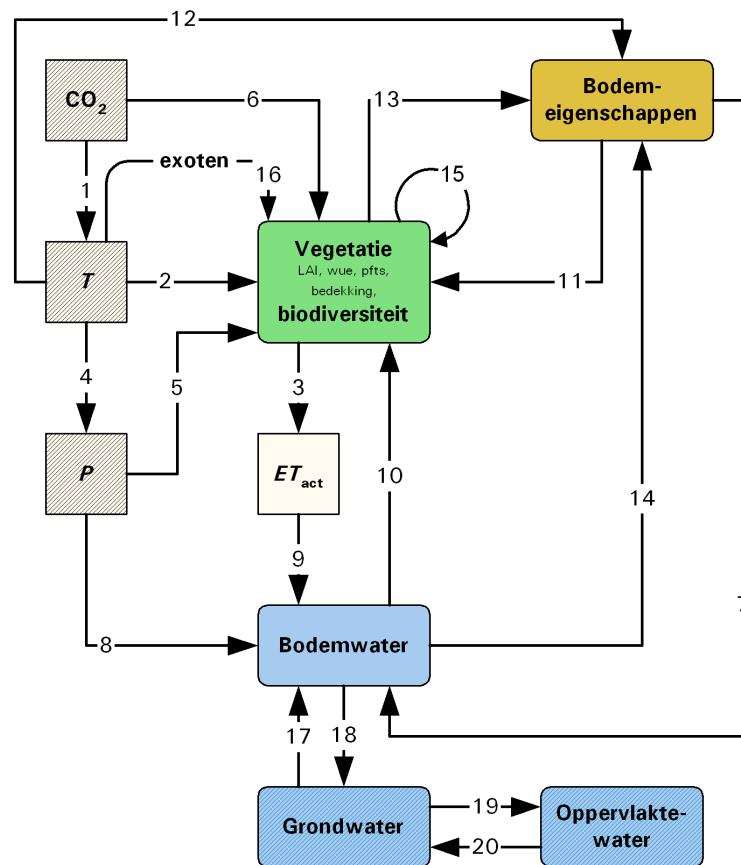 12
CO₂
6
13
Bodem-
eigenschappen
1
exoten
16
15
T
2
Vegetatie
LAI, wue, pfts,
bedekking,
biodiversiteit
11
4
5
3
P
ETact
10
14
9
8
Bodemwater
17
18
Grondwater
19
20
Oppervlakte-
water